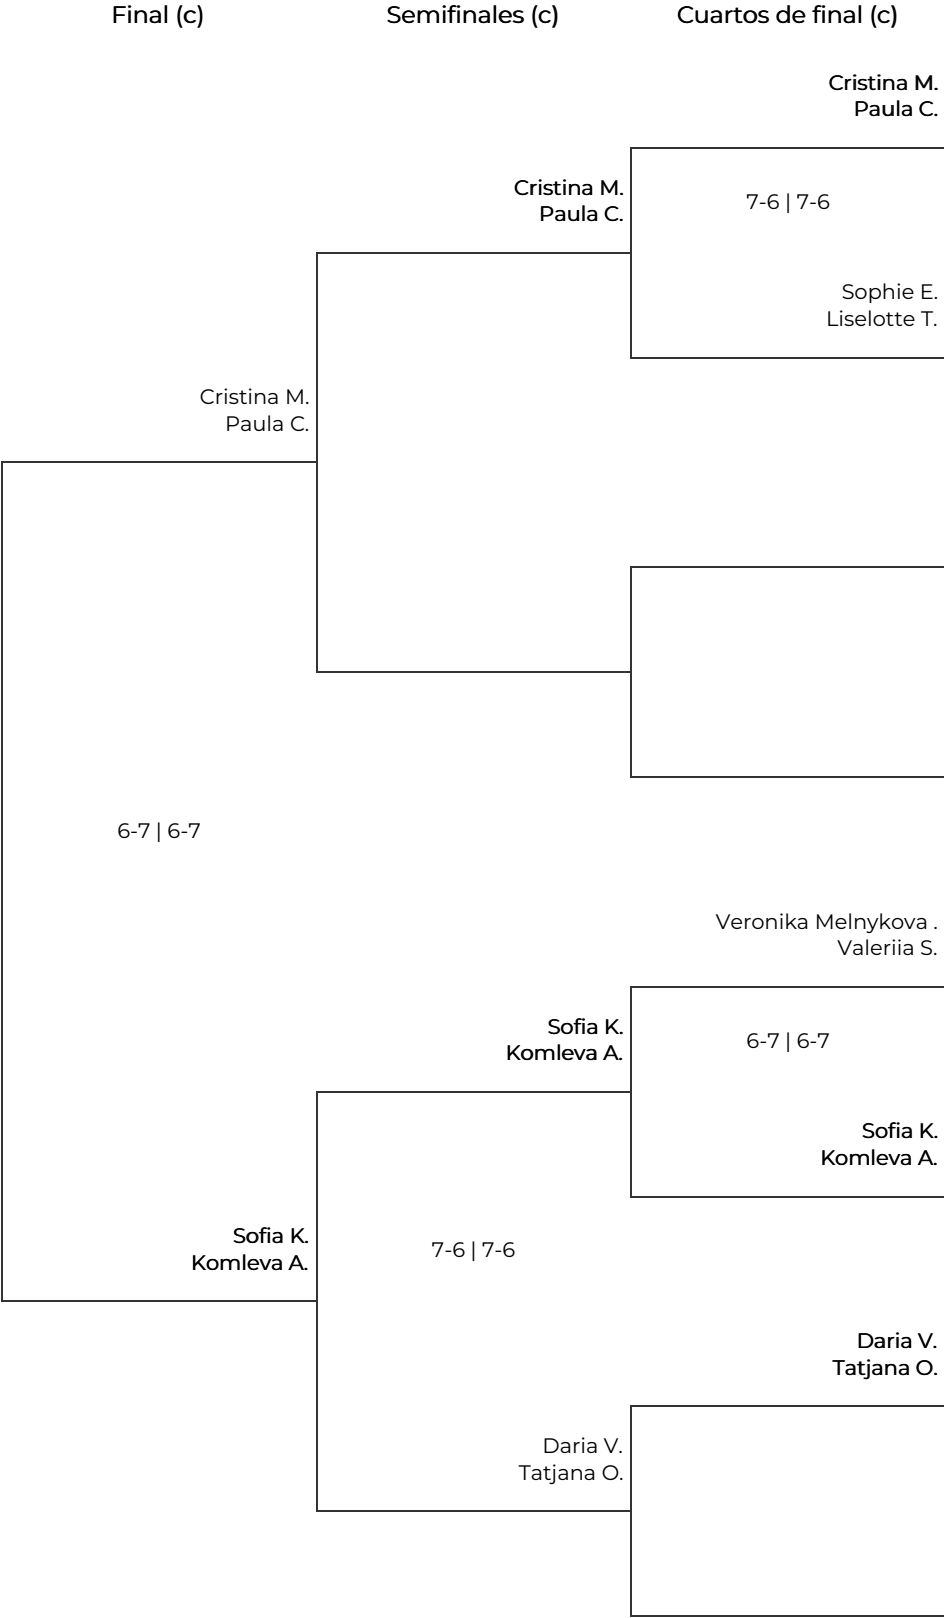 Final (c)
Semifinales (c)
Cuartos de final (c)
Cristina M.
Paula C.
Cristina M.
Paula C.
7-6 | 7-6
Sophie E.
Liselotte T.
Cristina M.
Paula C.
6-7 | 6-7
Veronika Melnykova .
Valeriia S.
Sofia K.
Komleva A.
6-7 | 6-7
Sofia K.
Komleva A.
Sofia K.
Komleva A.
7-6 | 7-6
Daria V.
Tatjana O.
Daria V.
Tatjana O.